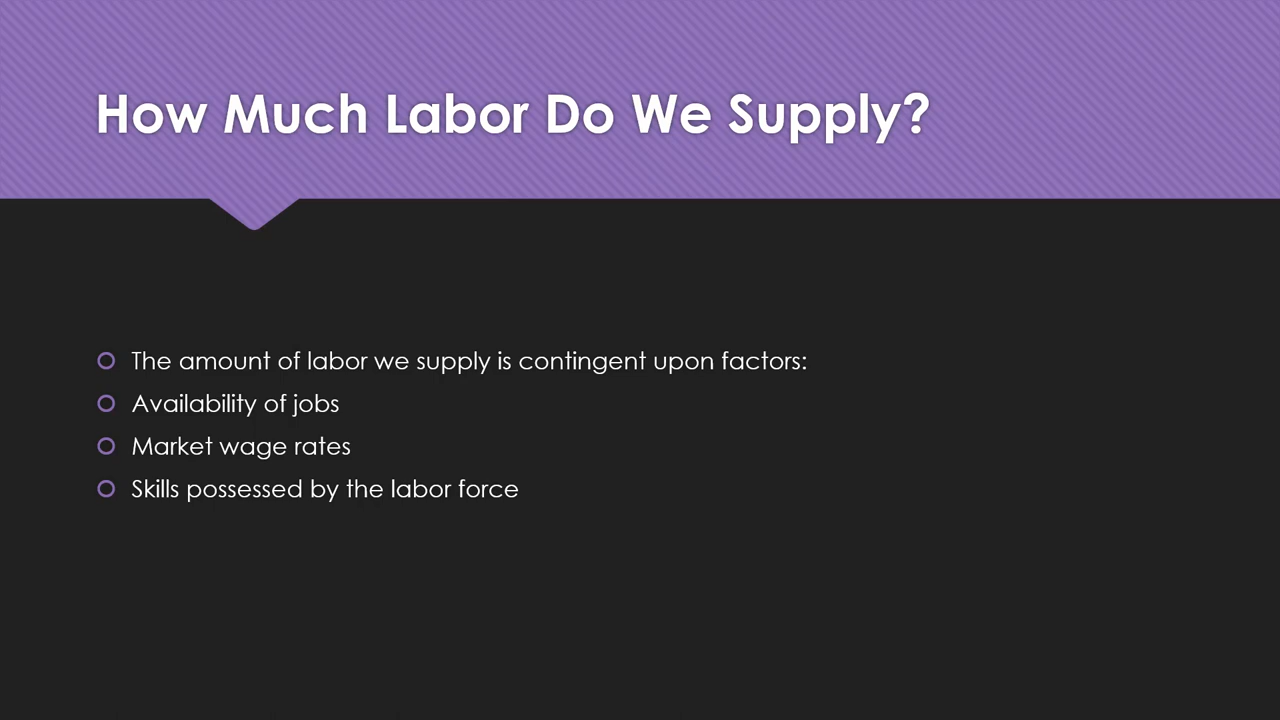 How Much Labor Do We Supply?
The amount of labor we supply is contingent upon factors:
Availability of jobs
Market wage rates
Skills possessed by the labor force